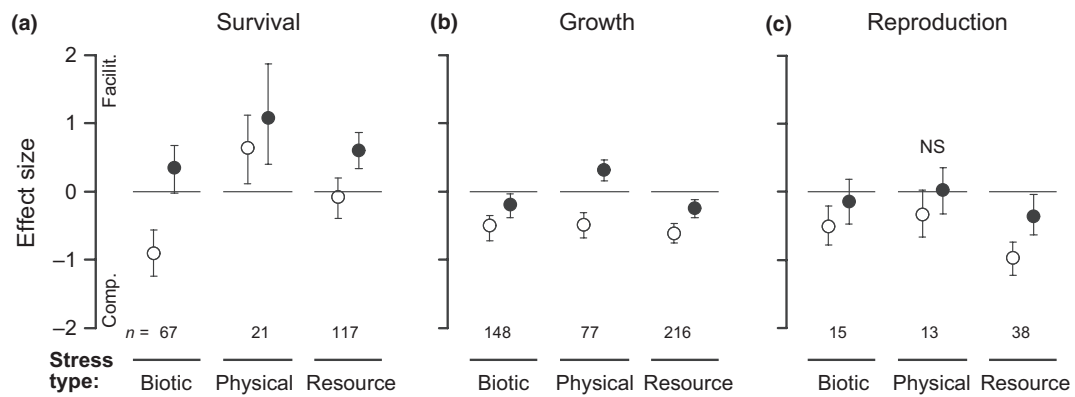 (a) Survival (b) Growth (c) Reproduction
2
Facilit.
1
NS
Effect size
0
–1
Comp.
–2
n = 67 21 117 148 77 216 15 13 38
Stress type: Biotic Physical Resource Biotic Physical Resource Biotic Physical Resource